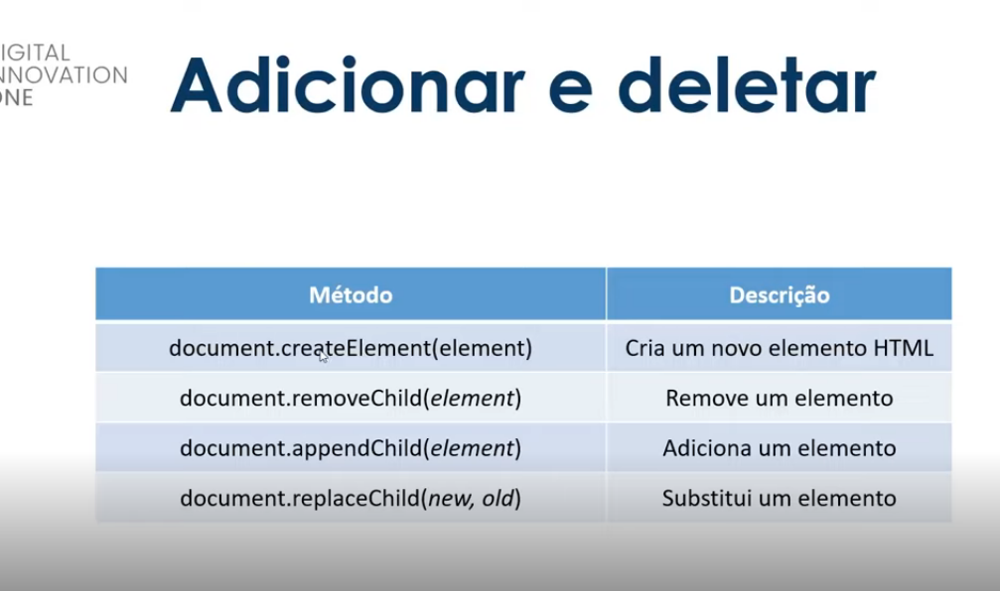 IGITAL
NNOVATION
ONE
Adicionar e deletar
Método Descrição
document.createElement(element) Cria um novo elemento HTML
document.removeChild(element) Remove um elemento
document.appendChild(element) Adiciona um elemento
document.replaceChild(new, old) Substitui um elemento